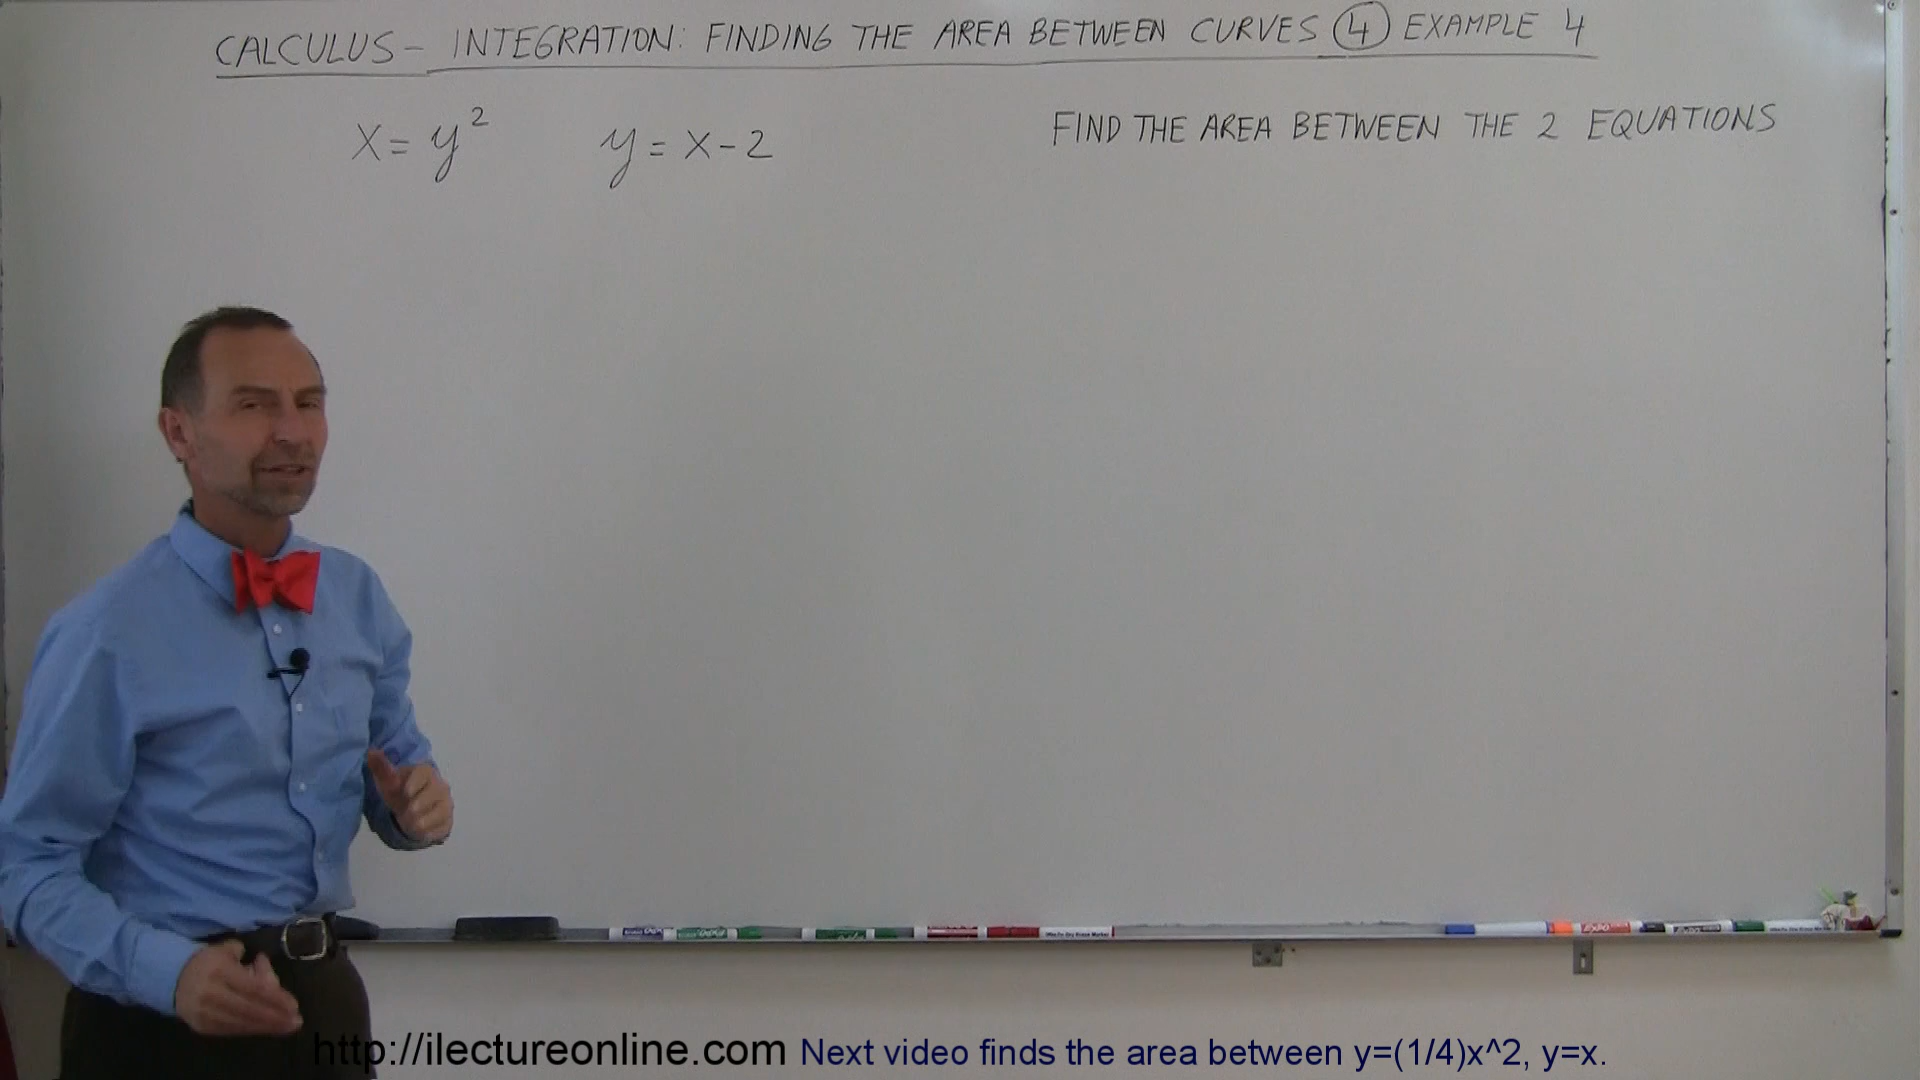 CALCULUS - INTEGRATION: FINDING THE AREA BETWEEN CURVES ④ EXAMPLE 4
x = y² y = x - 2 FIND THE AREA BETWEEN THE 2 EQUATIONS
EXPO
http://ilectureonline.com Next video finds the area between y=(1/4)x^2, y=x.